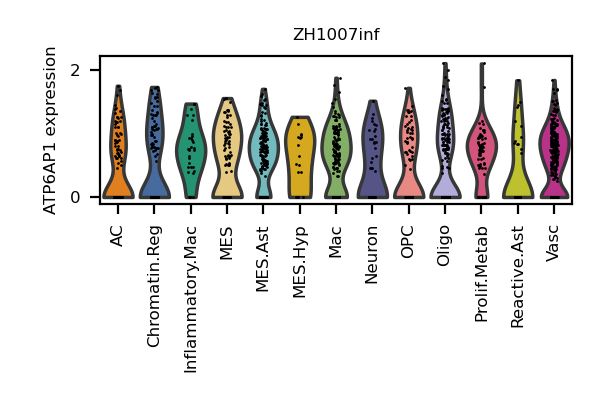 ZH1007inf
ATP6AP1 expression
2
0
AC
Chromatin.Reg
Inflammatory.Mac
MES
MES.Ast
MES.Hyp
Mac
Neuron
OPC
Oligo
Prolif.Metab
Reactive.Ast
Vasc